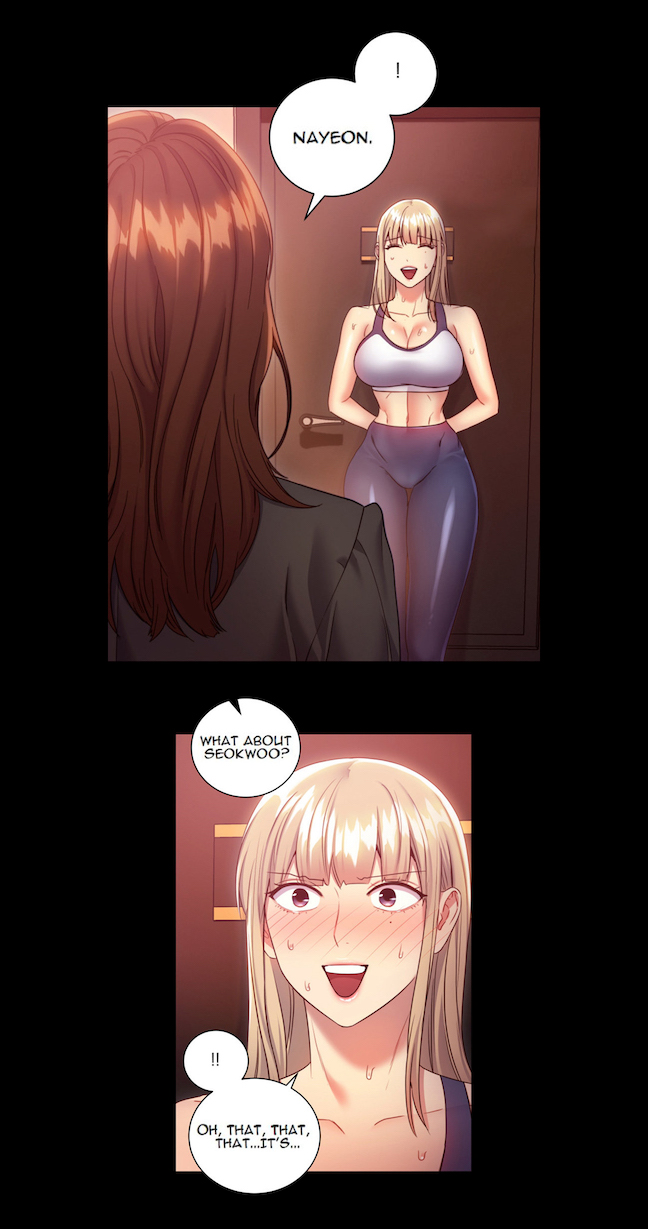 !
NAYEON.
WHAT ABOUT
SEOKWOO?
!!
OH, THAT, THAT,
THAT...IT'S...